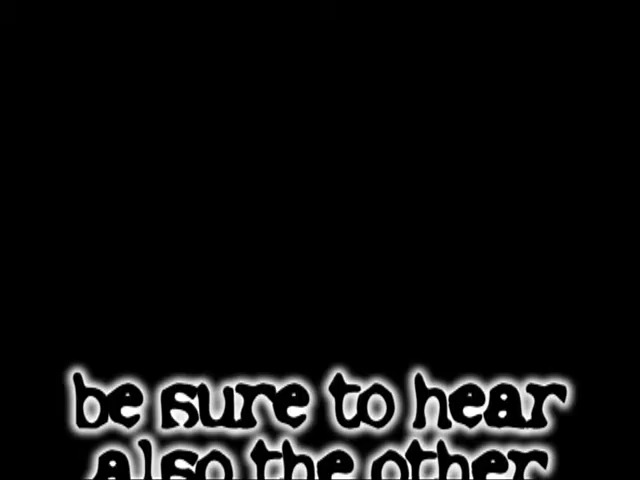 be sure to hear
also the other